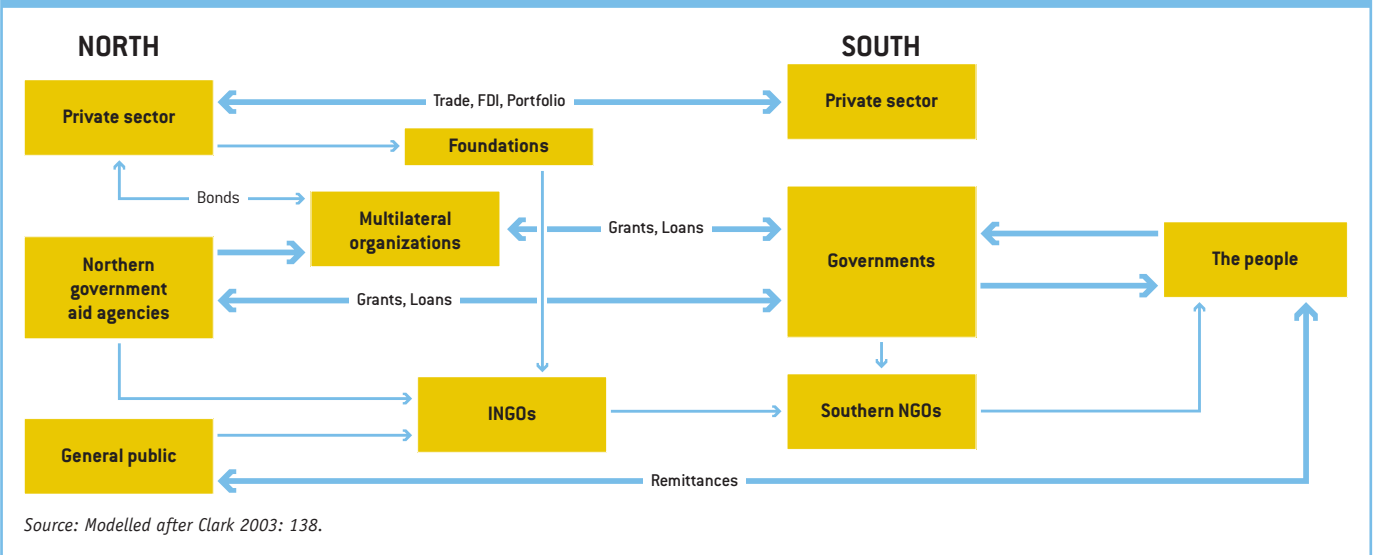 NORTH
SOUTH
Private sector
Trade, FDI, Portfolio
Private sector
Foundations
Bonds
Multilateral
organizations
Grants, Loans
Governments
The people
Northern
government
aid agencies
Grants, Loans
INGOs
Southern NGOs
General public
Remittances
Source: Modelled after Clark 2003: 138.